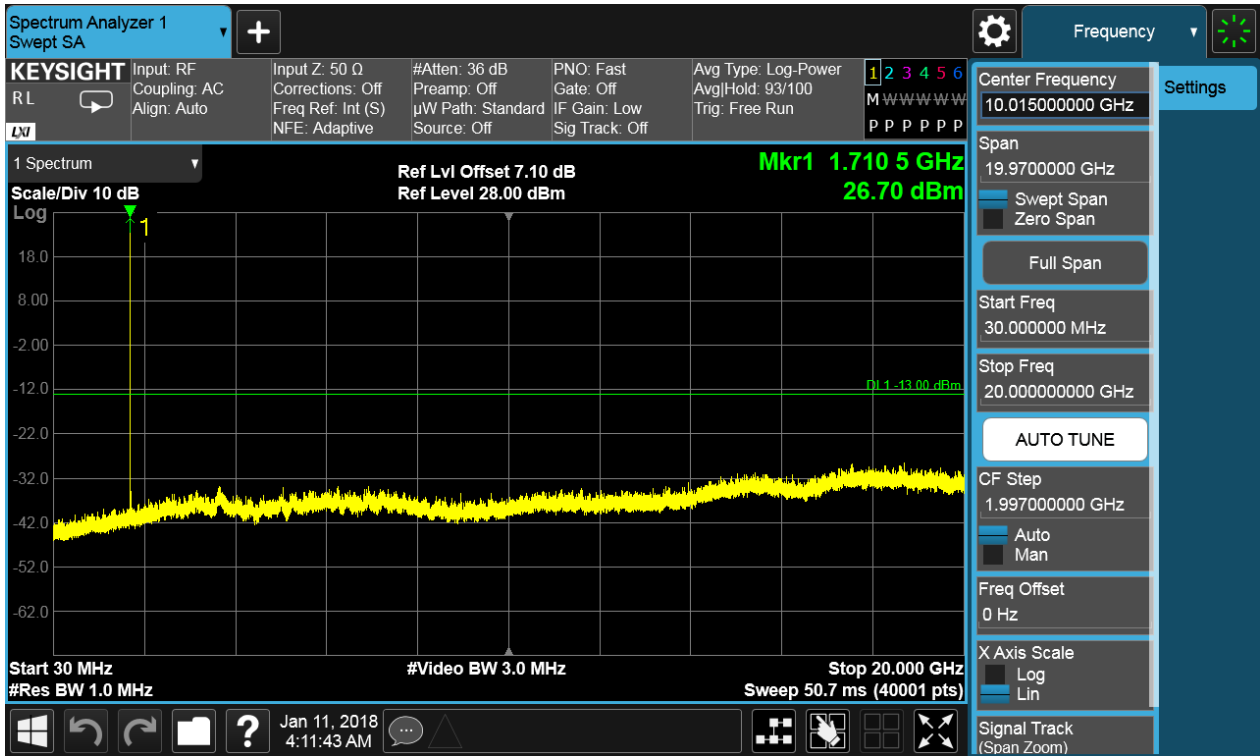 Spectrum Analyzer 1
Swept SA
+
Frequency
KEYSIGHT
R L
LXI
Input: RF
Coupling: AC
Align: Auto
Input Z: 50 Ω
Corrections: Off
Freq Ref: Int (S)
NFE: Adaptive
#Atten: 36 dB
Preamp: Off
µW Path: Standard
Source: Off
PNO: Fast
Gate: Off
IF Gain: Low
Sig Track: Off
Avg Type: Log-Power
Avg|Hold: 93/100
Trig: Free Run
1 2 3 4 5 6
M W W W W W
P P P P P P
1 Spectrum
Scale/Div 10 dB
Log
Ref Lvl Offset 7.10 dB
Ref Level 28.00 dBm
Mkr1 1.710 5 GHz
26.70 dBm
1
18.0
8.00
-2.00
-12.0
-22.0
-32.0
-42.0
-52.0
-62.0
DL1 -13.00 dBm
Start 30 MHz
#Res BW 1.0 MHz
#Video BW 3.0 MHz
Stop 20.000 GHz
Sweep 50.7 ms (40001 pts)
?
Jan 11, 2018
4:11:43 AM
Center Frequency
10.015000000 GHz
Span
19.9700000 GHz
Swept Span
Zero Span
Full Span
Start Freq
30.000000 MHz
Stop Freq
20.000000000 GHz
AUTO TUNE
CF Step
1.997000000 GHz
Auto
Man
Freq Offset
0 Hz
X Axis Scale
Log
Lin
Signal Track
(Span Zoom)
Settings